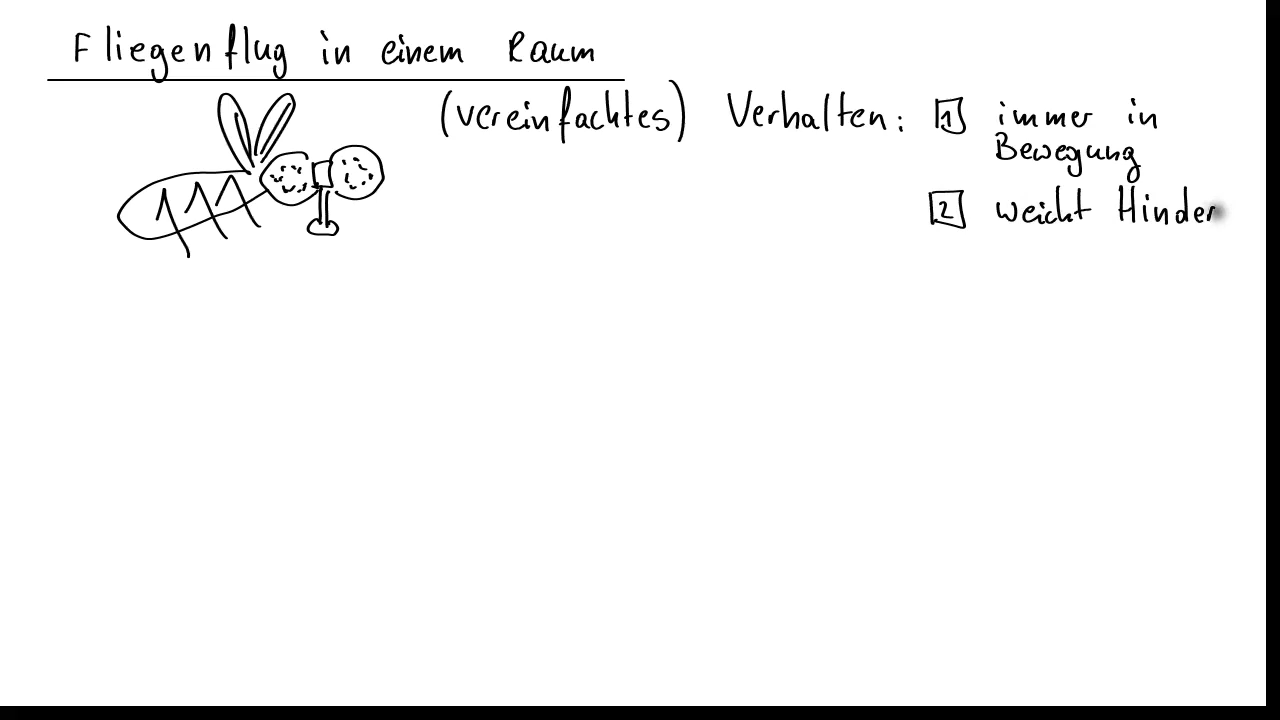 Fliegenflug in einem Raum
(vereinfachtes) Verhalten: 1 immer in
Bewegung
2 weicht Hinder